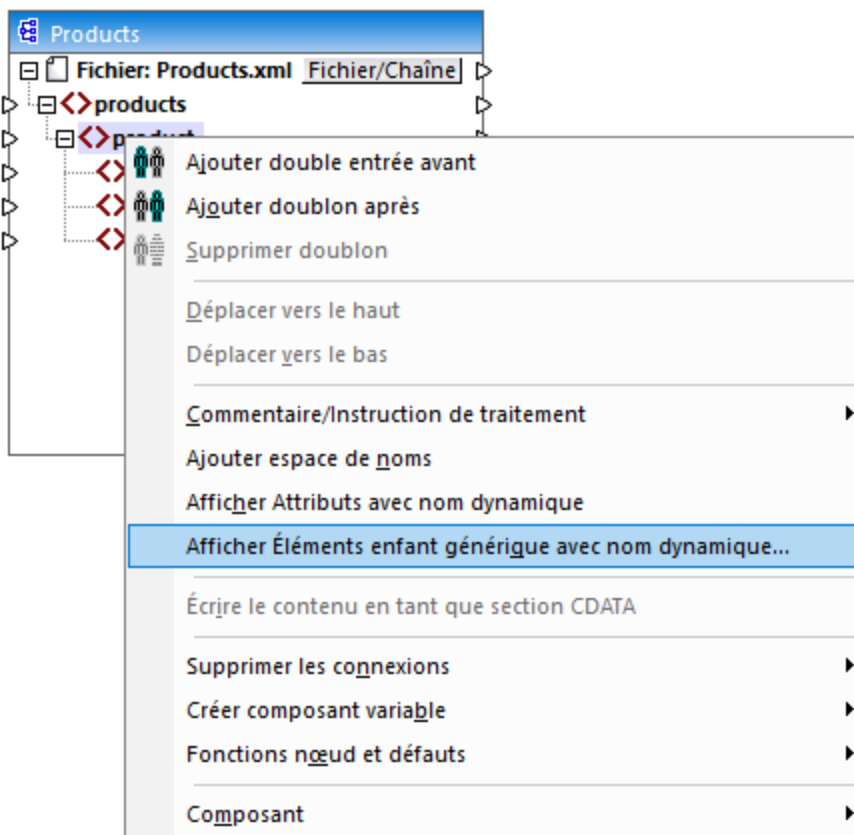 Products
Fichier: Products.xml Fichier/Chaîne
products
product
Ajouter double entrée avant
Ajouter doublon après
Supprimer doublon
Déplacer vers le haut
Déplacer vers le bas
Commentaire/Instruction de traitement
Ajouter espace de noms
Afficher Attributs avec nom dynamique
Afficher Éléments enfant générique avec nom dynamique...
Écrire le contenu en tant que section CDATA
Supprimer les connexions
Créer composant variable
Fonctions nœud et défauts
Composant